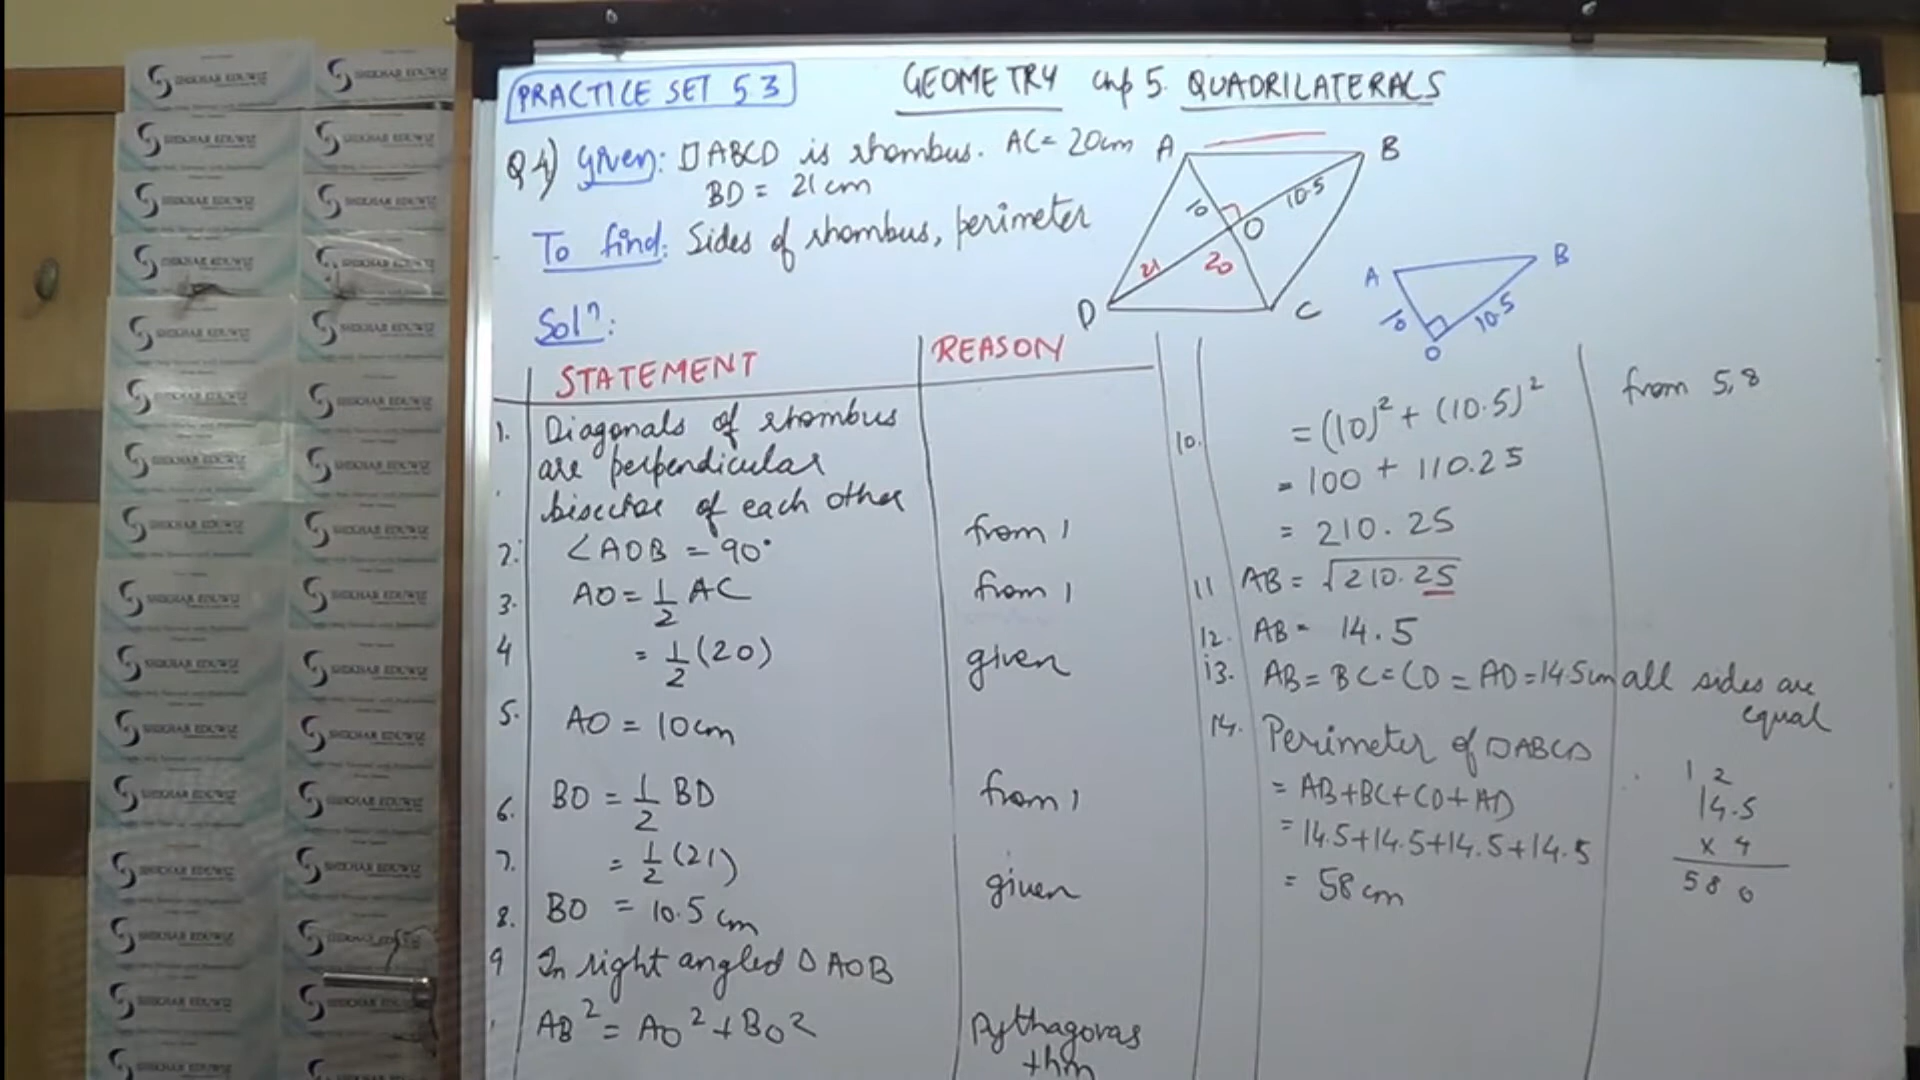 PRACTICE SET 5 3
GEOMETRY chp 5. QUADRILATERALS
Q 4) Given: □ABCD is rhombus. AC = 20cm
BD = 21 cm
To find: Sides of rhombus, perimeter
Solⁿ:
A
B
10
10.5
O
21
20
D
C
A
B
10
10.5
O
STATEMENT
REASON
1. Diagonals of rhombus
are perpendicular
bisector of each other
2. ∠AOB = 90° from 1
3. AO = 1/2 AC from 1
4 = 1/2 (20) given
5. AO = 10cm
6. BO = 1/2 BD from 1
7. = 1/2 (21)
given
8. BO = 10.5 cm
9 In right angled △AOB
AB² = AO² + BO² Pythagoras
thm
10. = (10)² + (10.5)² from 5, 8
= 100 + 110.25
= 210.25
11 AB = √210.25
12. AB = 14.5
13. AB = BC = CD = AD = 14.5cm all sides are
equal
14. Perimeter of □ABCD
= AB+BC+CD+AD
= 14.5+14.5+14.5+14.5
= 58 cm
1 2
14.5
x 4
58 0
SHIKHAR EDUWIZ